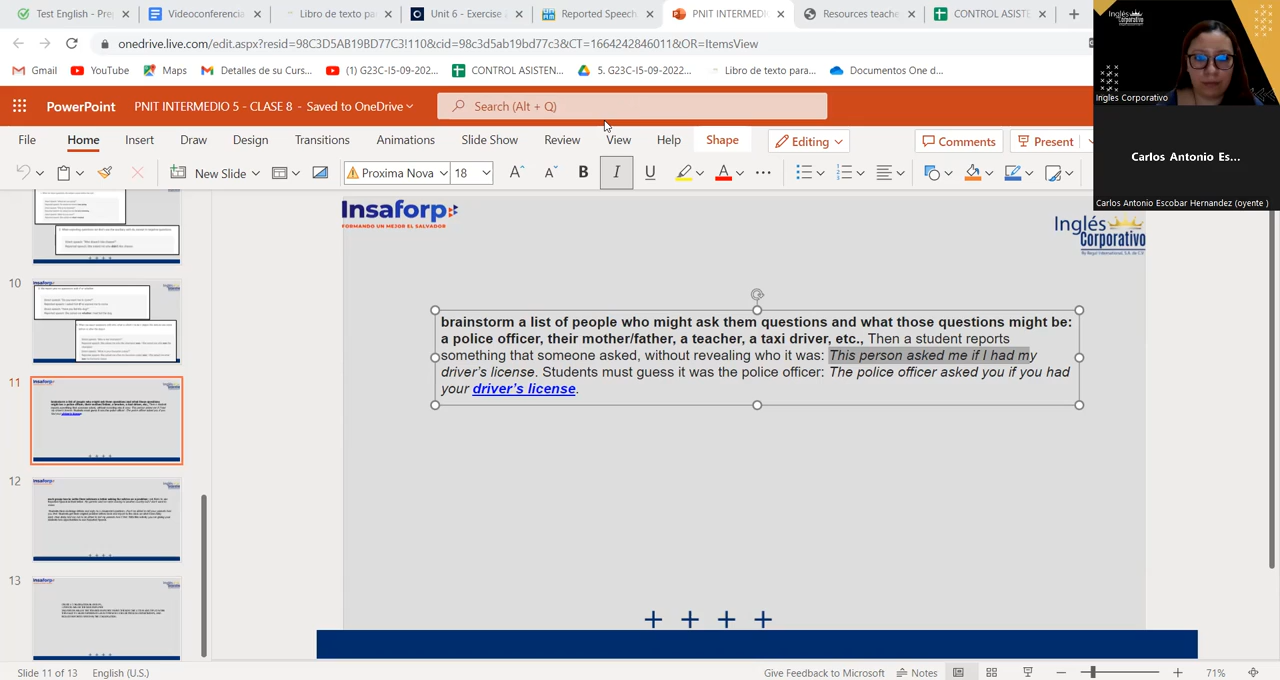 Test English - Pre
Videoconferencia
Libro de texto pa
Unit 6 - Exercise
Reported Speech
PNIT INTERMEDI
Resources teache
CONTROL ASISTE
onedrive.live.com/edit.aspx?resid=98C3D5AB19BD77C3!110&cid=98c3d5ab19bd77c3&CT=1664242846011&OR=ItemsView
Gmail
YouTube
Maps
Detalles de su Curs...
(1) G23C-I5-09-202...
CONTROL ASISTEN...
5. G23C-I5-09-2022...
Libro de texto para...
Documentos One d...
PowerPoint
PNIT INTERMEDIO 5 - CLASE 8 - Saved to OneDrive
Search (Alt + Q)
File Home Insert Draw Design Transitions Animations Slide Show Review View Help Shape
Editing
Comments
Present
New Slide
Proxima Nova
18
B I U
A
Inglés
Corporativo
Ingles Corporativo
Carlos Antonio Es...
Carlos Antonio Escobar Hernandez (oyente )
10
11
12
13
Insaforp
FORMANDO UN MEJOR EL SALVADOR
Inglés
Corporativo
By Regal International, S.A. de C.V.
brainstorm a list of people who might ask them questions and what those questions might be:
a police officer, their mother/father, a teacher, a taxi driver, etc., Then a student reports
something that someone asked, without revealing who it was: This person asked me if I had my
driver's license. Students must guess it was the police officer: The police officer asked you if you had
your driver's license.
Slide 11 of 13
English (U.S.)
Give Feedback to Microsoft
Notes
71%